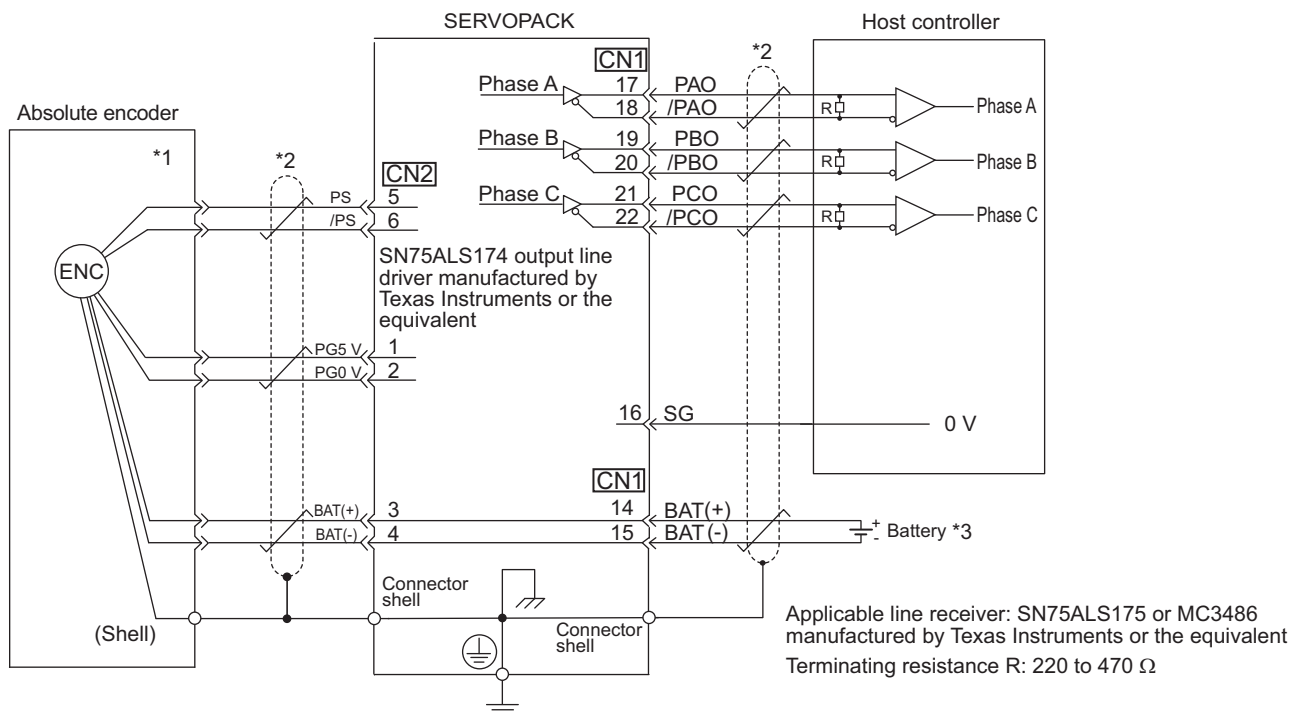 SERVOPACK
Host controller
Absolute encoder
*1
*2
CN2
PS
5
/PS
6
ENC
SN75ALS174 output line
driver manufactured by
Texas Instruments or the
equivalent
PG5 V
1
PG0 V
2
BAT(+)
3
BAT(-)
4
(Shell)
Connector
shell
CN1
*2
Phase A
17
PAO
18
/PAO
R
Phase A
Phase B
19
PBO
20
/PBO
R
Phase B
Phase C
21
PCO
22
/PCO
R
Phase C
16
SG
0 V
CN1
14
BAT(+)
15
BAT (-)
+
-
Battery *3
Connector
shell
Applicable line receiver: SN75ALS175 or MC3486
manufactured by Texas Instruments or the equivalent
Terminating resistance R: 220 to 470 Ω